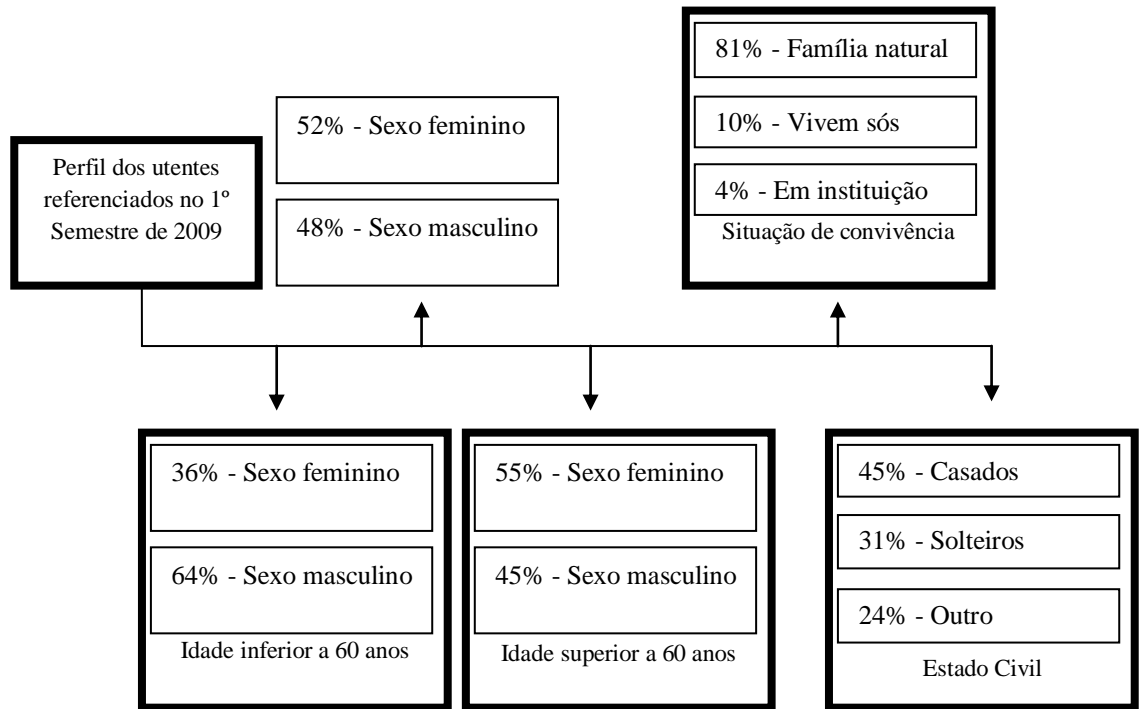 Perfil dos utentes
referenciados no 1º
Semestre de 2009
52% - Sexo feminino
48% - Sexo masculino
81% - Família natural
10% - Vivem sós
4% - Em instituição
Situação de convivência
36% - Sexo feminino
64% - Sexo masculino
Idade inferior a 60 anos
55% - Sexo feminino
45% - Sexo masculino
Idade superior a 60 anos
45% - Casados
31% - Solteiros
24% - Outro
Estado Civil